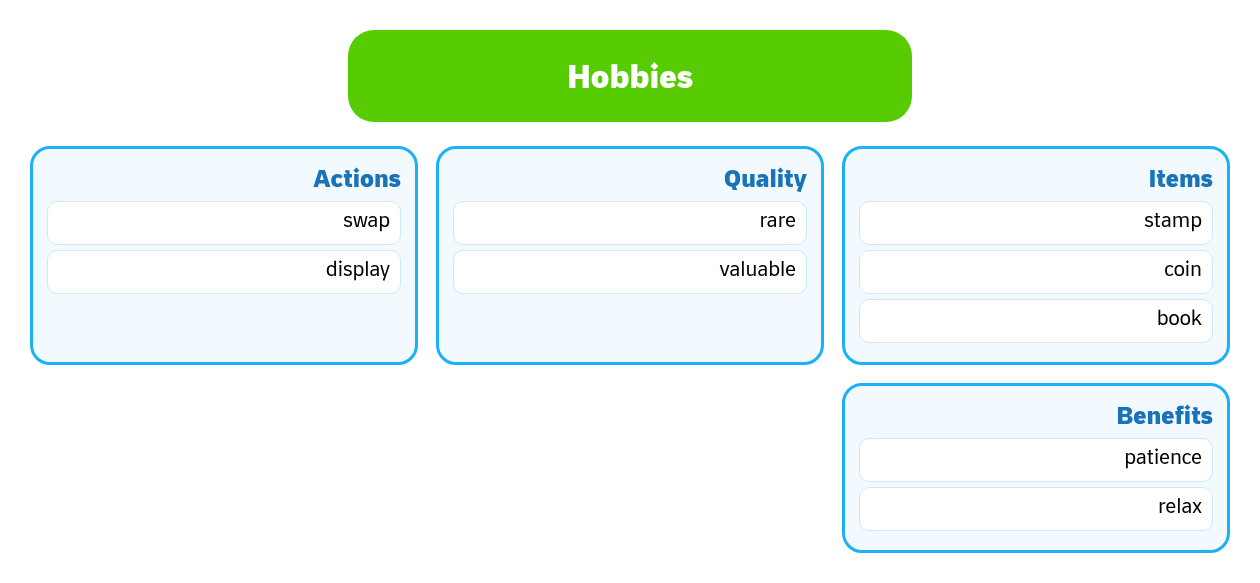 Hobbies
Items
stamp
coin
book
Quality
rare
valuable
Actions
swap
display
Benefits
patience
relax